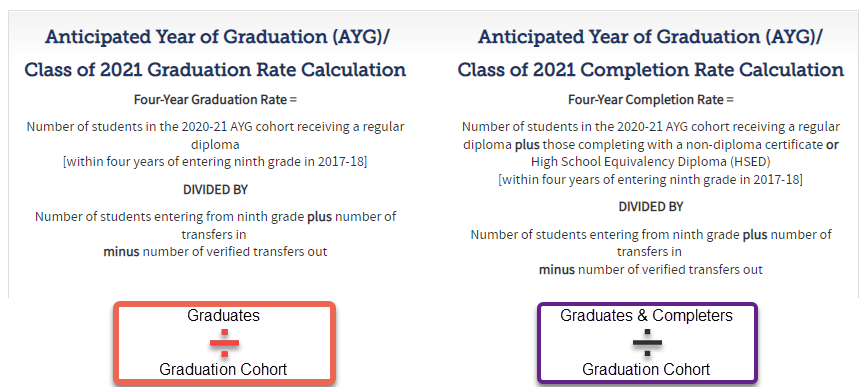 Anticipated Year of Graduation (AYG)/
Class of 2021 Graduation Rate Calculation
Four-Year Graduation Rate =
Number of students in the 2020-21 AYG cohort receiving a regular
diploma
[within four years of entering ninth grade in 2017-18]
DIVIDED BY
Number of students entering from ninth grade plus number of
transfers in
minus number of verified transfers out
Graduates
÷
Graduation Cohort
Anticipated Year of Graduation (AYG)/
Class of 2021 Completion Rate Calculation
Four-Year Completion Rate =
Number of students in the 2020-21 AYG cohort receiving a regular
diploma plus those completing with a non-diploma certificate or
High School Equivalency Diploma (HSED)
[within four years of entering ninth grade in 2017-18]
DIVIDED BY
Number of students entering from ninth grade plus number of
transfers in
minus number of verified transfers out
Graduates & Completers
÷
Graduation Cohort